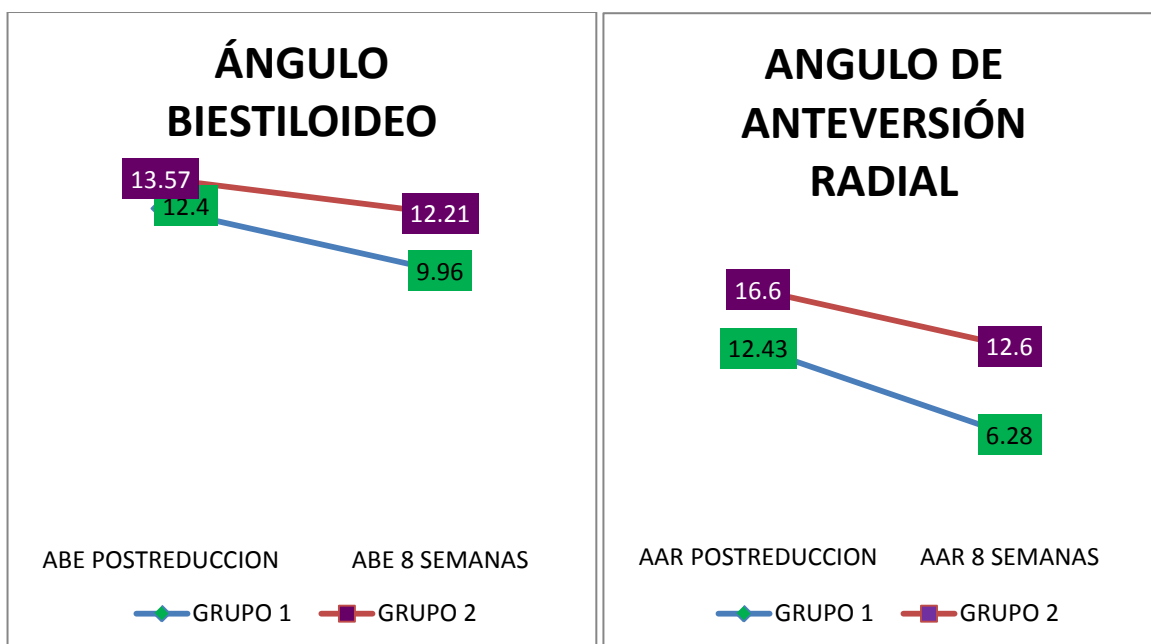 ÁNGULO
BIESTILOIDEO
13.57
12.4
12.21
9.96
ABE POSTREDUCCION ABE 8 SEMANAS
GRUPO 1 GRUPO 2
ANGULO DE
ANTEVERSIÓN
RADIAL
16.6
12.43
12.6
6.28
AAR POSTREDUCCION AAR 8 SEMANAS
GRUPO 1 GRUPO 2